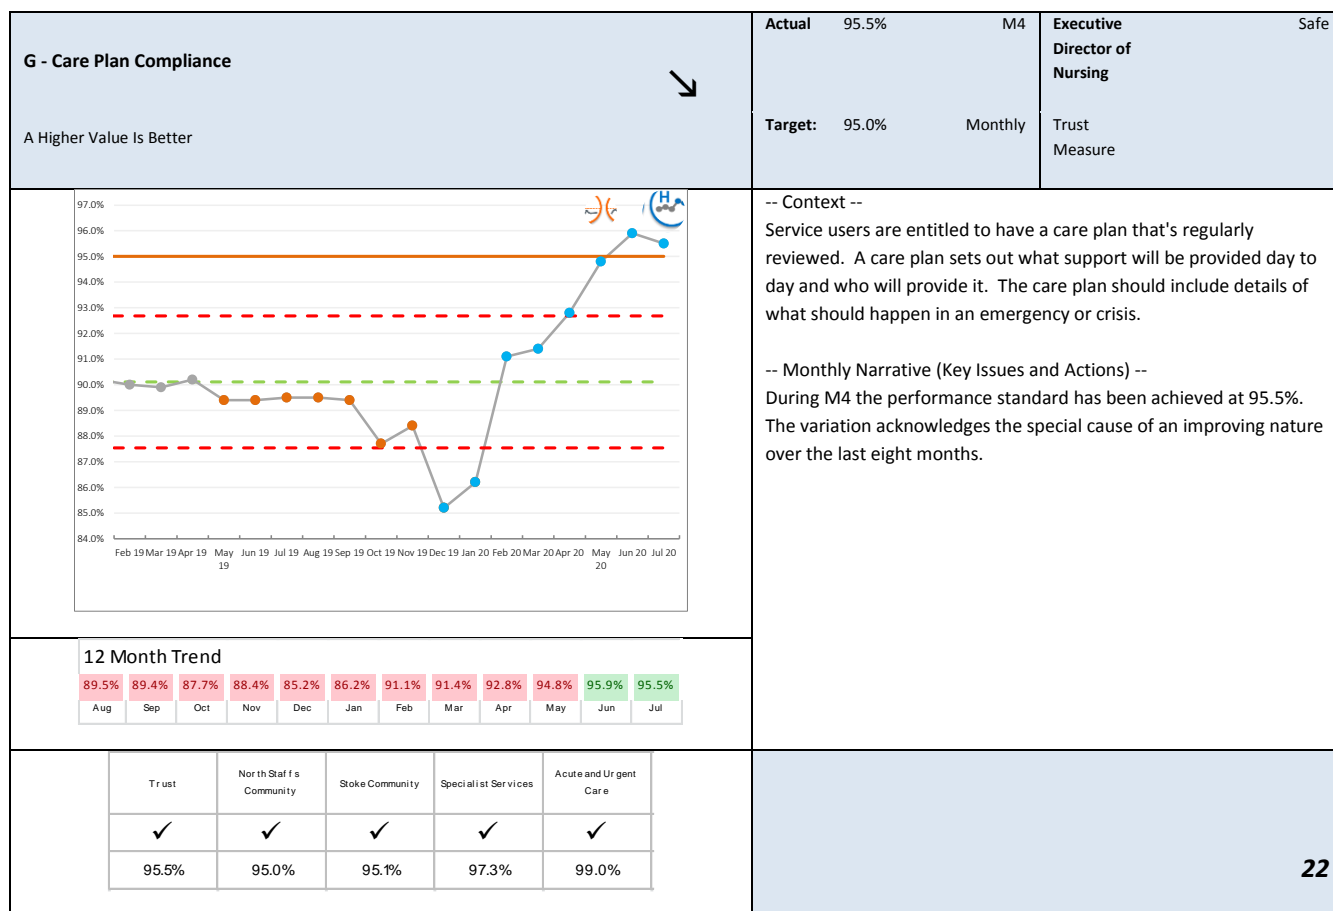 G - Care Plan Compliance
A Higher Value Is Better
Actual 95.5% M4
Target: 95.0% Monthly
Executive
Director of
Nursing
Safe
Trust
Measure
H
97.0%
96.0%
95.0%
94.0%
93.0%
92.0%
91.0%
90.0%
89.0%
88.0%
87.0%
86.0%
85.0%
84.0%
Feb 19 Mar 19 Apr 19 May 19 Jun 19 Jul 19 Aug 19 Sep 19 Oct 19 Nov 19 Dec 19 Jan 20 Feb 20 Mar 20 Apr 20 May 20 Jun 20 Jul 20
-- Context --
Service users are entitled to have a care plan that's regularly
reviewed. A care plan sets out what support will be provided day to
day and who will provide it. The care plan should include details of
what should happen in an emergency or crisis.
-- Monthly Narrative (Key Issues and Actions) --
During M4 the performance standard has been achieved at 95.5%.
The variation acknowledges the special cause of an improving nature
over the last eight months.
12 Month Trend
89.5% 89.4% 87.7% 88.4% 85.2% 86.2% 91.1% 91.4% 92.8% 94.8% 95.9% 95.5%
Aug Sep Oct Nov Dec Jan Feb Mar Apr May Jun Jul
Trust
North Staffs
Community
Stoke Community
Specialist Services
Acute and Urgent
Care
✓ ✓ ✓ ✓ ✓
95.5% 95.0% 95.1% 97.3% 99.0%
22